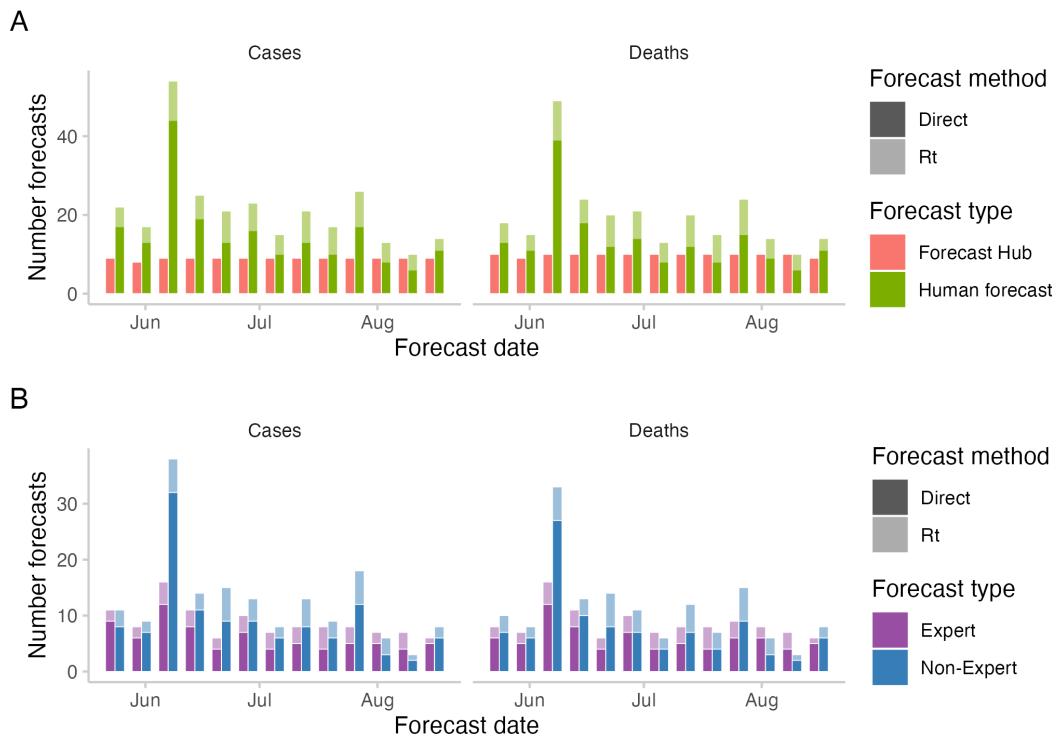 A
Cases
Deaths
Number forecasts
40
20
0
Jun
Jul
Aug
Jun
Jul
Aug
Forecast date
Forecast method
Direct
Rt
Forecast type
Forecast Hub
Human forecast
B
Cases
Deaths
Number forecasts
30
20
10
0
Jun
Jul
Aug
Jun
Jul
Aug
Forecast date
Forecast method
Direct
Rt
Forecast type
Expert
Non-Expert